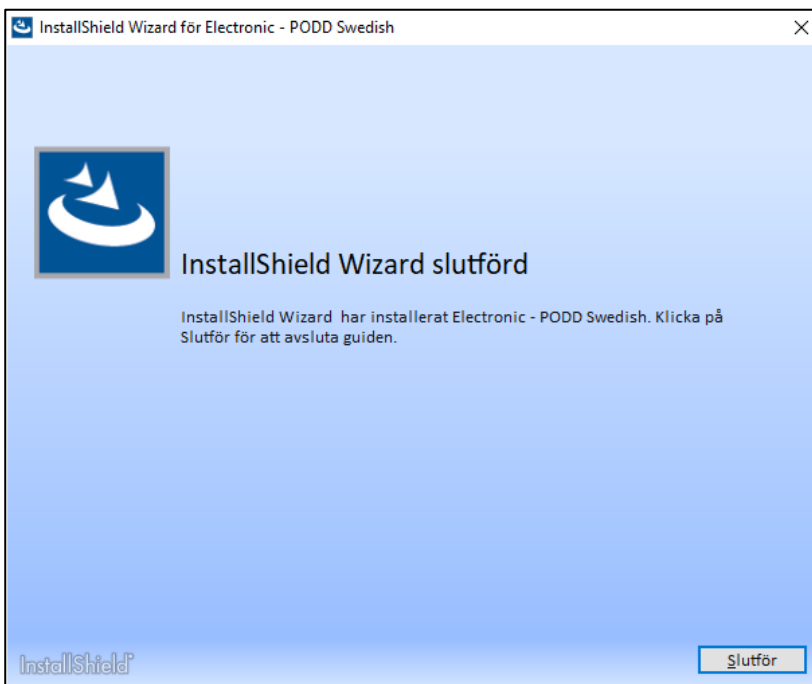 InstallShield Wizard för Electronic - PODD Swedish
InstallShield Wizard slutförd
InstallShield Wizard har installerat Electronic - PODD Swedish. Klicka på
Slutför för att avsluta guiden.
InstallShield
Slutför